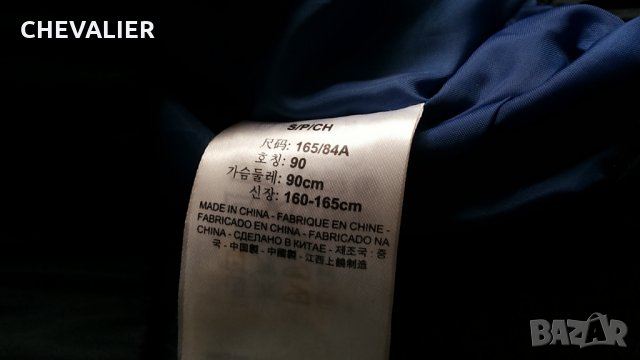 CHEVALIER
S/P/CH
尺码: 165/84A
호칭: 90
가슴둘레: 90cm
신장: 160-165cm
MADE IN CHINA - FABRIQUE EN CHINE -
FABRICADO EN CHINA - FABRICADO NA
CHINA - СДЕЛАНО В КИТАЕ - 제조국 : 중
국 - 中国製 - 中國製 - 江西上饒制造
BAZAR